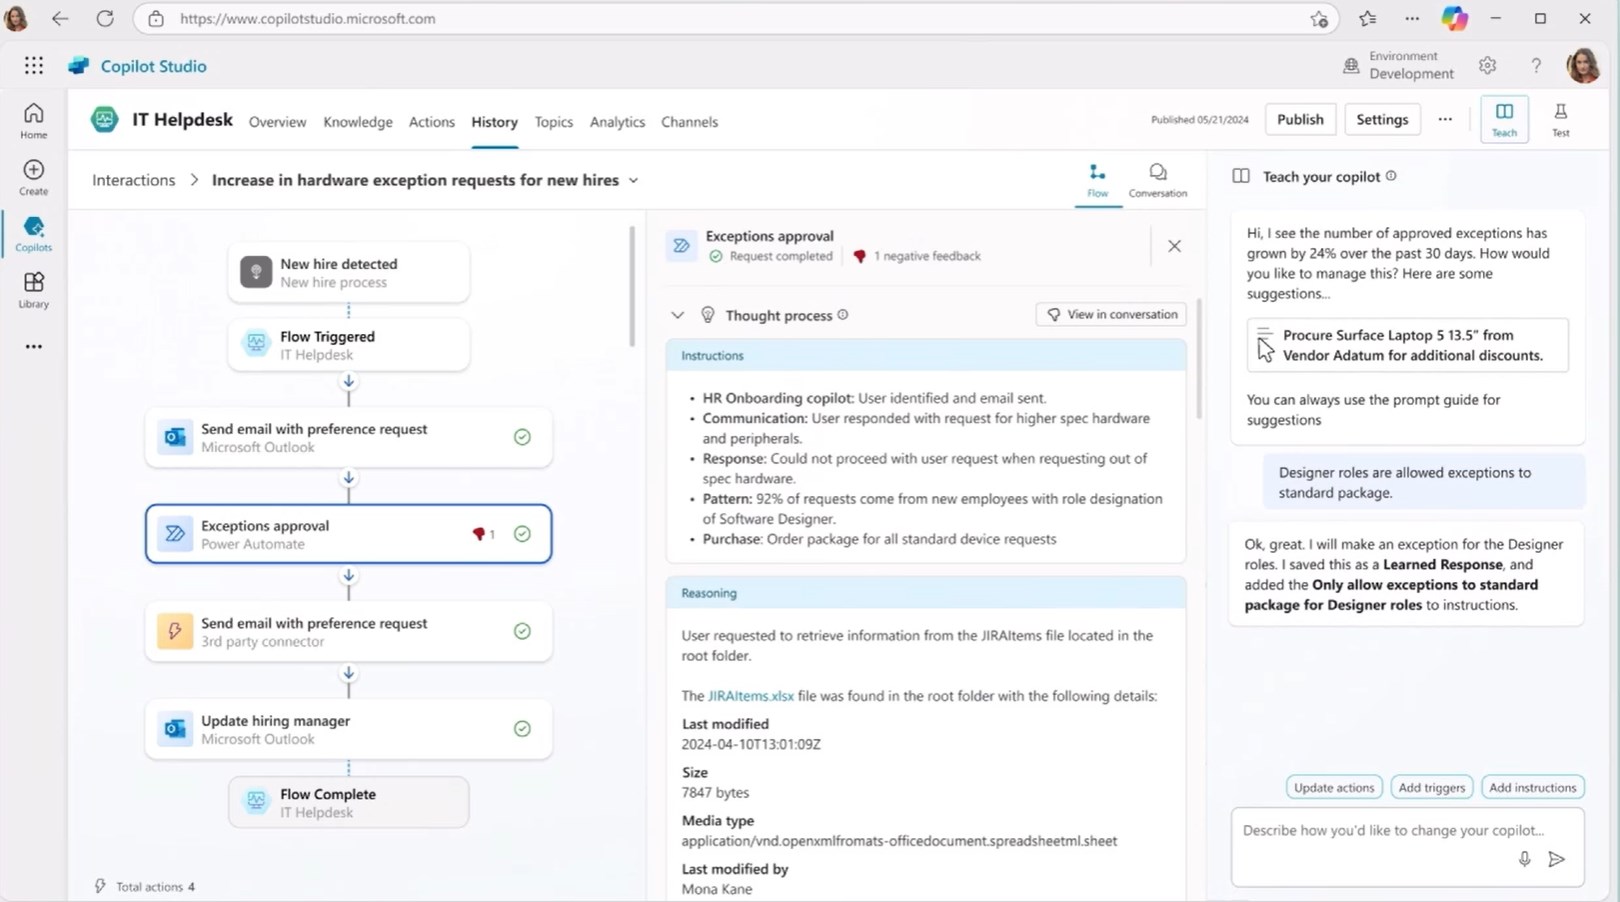 https://www.copilotstudio.microsoft.com
Copilot Studio
Environment
Development
?
Home
Create
Copilots
Library
IT Helpdesk
Overview
Knowledge
Actions
History
Topics
Analytics
Channels
Published 05/21/2024
Publish
Settings
Teach
Test
Interactions > Increase in hardware exception requests for new hires
Flow
Conversation
New hire detected
New hire process
Flow Triggered
IT Helpdesk
Send email with preference request
Microsoft Outlook
Exceptions approval
Power Automate
1
Send email with preference request
3rd party connector
Update hiring manager
Microsoft Outlook
Flow Complete
IT Helpdesk
Total actions 4
Exceptions approval
Request completed
1 negative feedback
Thought process
View in conversation
Instructions
• HR Onboarding copilot: User identified and email sent.
• Communication: User responded with request for higher spec hardware
and peripherals.
• Response: Could not proceed with user request when requesting out of
spec hardware.
• Pattern: 92% of requests come from new employees with role designation
of Software Designer.
• Purchase: Order package for all standard device requests
Reasoning
User requested to retrieve information from the JIRAItems file located in the
root folder.
The JIRAItems.xlsx file was found in the root folder with the following details:
Last modified
2024-04-10T13:01:09Z
Size
7847 bytes
Media type
application/vnd.openxmlfromats-officedocument.spreadsheetml.sheet
Last modified by
Mona Kane
Teach your copilot
Hi, I see the number of approved exceptions has
grown by 24% over the past 30 days. How would
you like to manage this? Here are some
suggestions...
Procure Surface Laptop 5 13.5" from
Vendor Adatum for additional discounts.
You can always use the prompt guide for
suggestions
Designer roles are allowed exceptions to
standard package.
Ok, great. I will make an exception for the Designer
roles. I saved this as a Learned Response, and
added the Only allow exceptions to standard
package for Designer roles to instructions.
Update actions
Add triggers
Add instructions
Describe how you'd like to change your copilot...